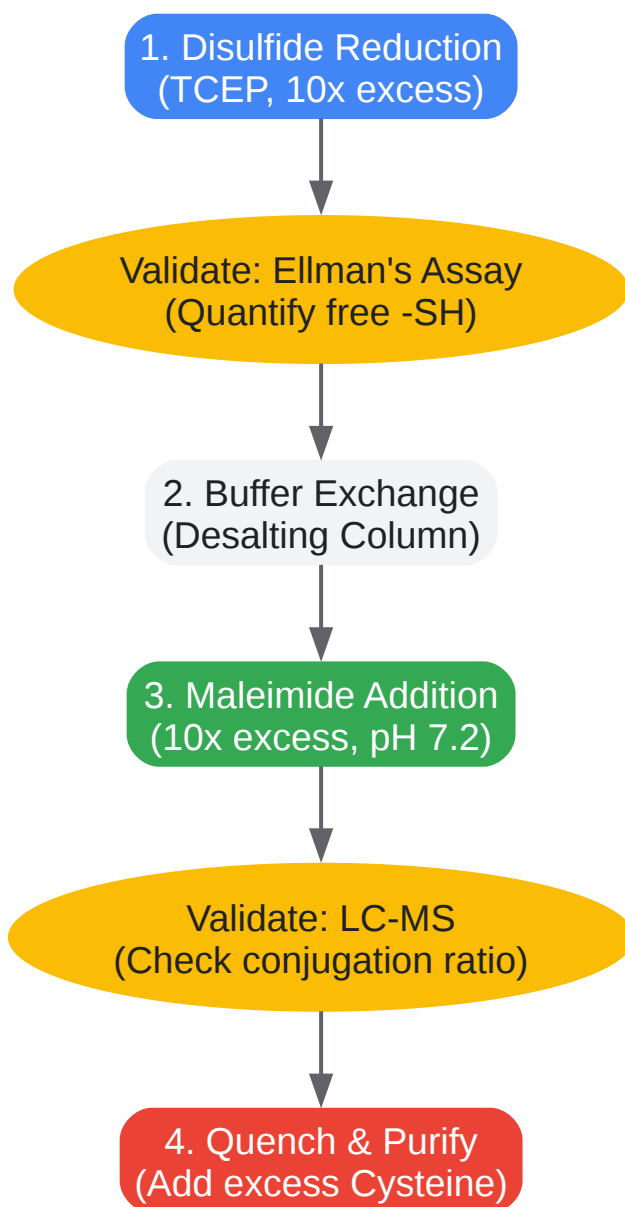 1. Disulfide Reduction
(TCEP, 10x excess)
Validate: Ellman's Assay
(Quantify free -SH)
2. Buffer Exchange
(Desalting Column)
3. Maleimide Addition
(10x excess, pH 7.2)
Validate: LC-MS
(Check conjugation ratio)
4. Quench & Purify
(Add excess Cysteine)